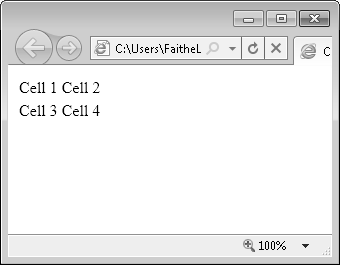 C:\Users\FaitheL
C
Cell 1 Cell 2
Cell 3 Cell 4
100%